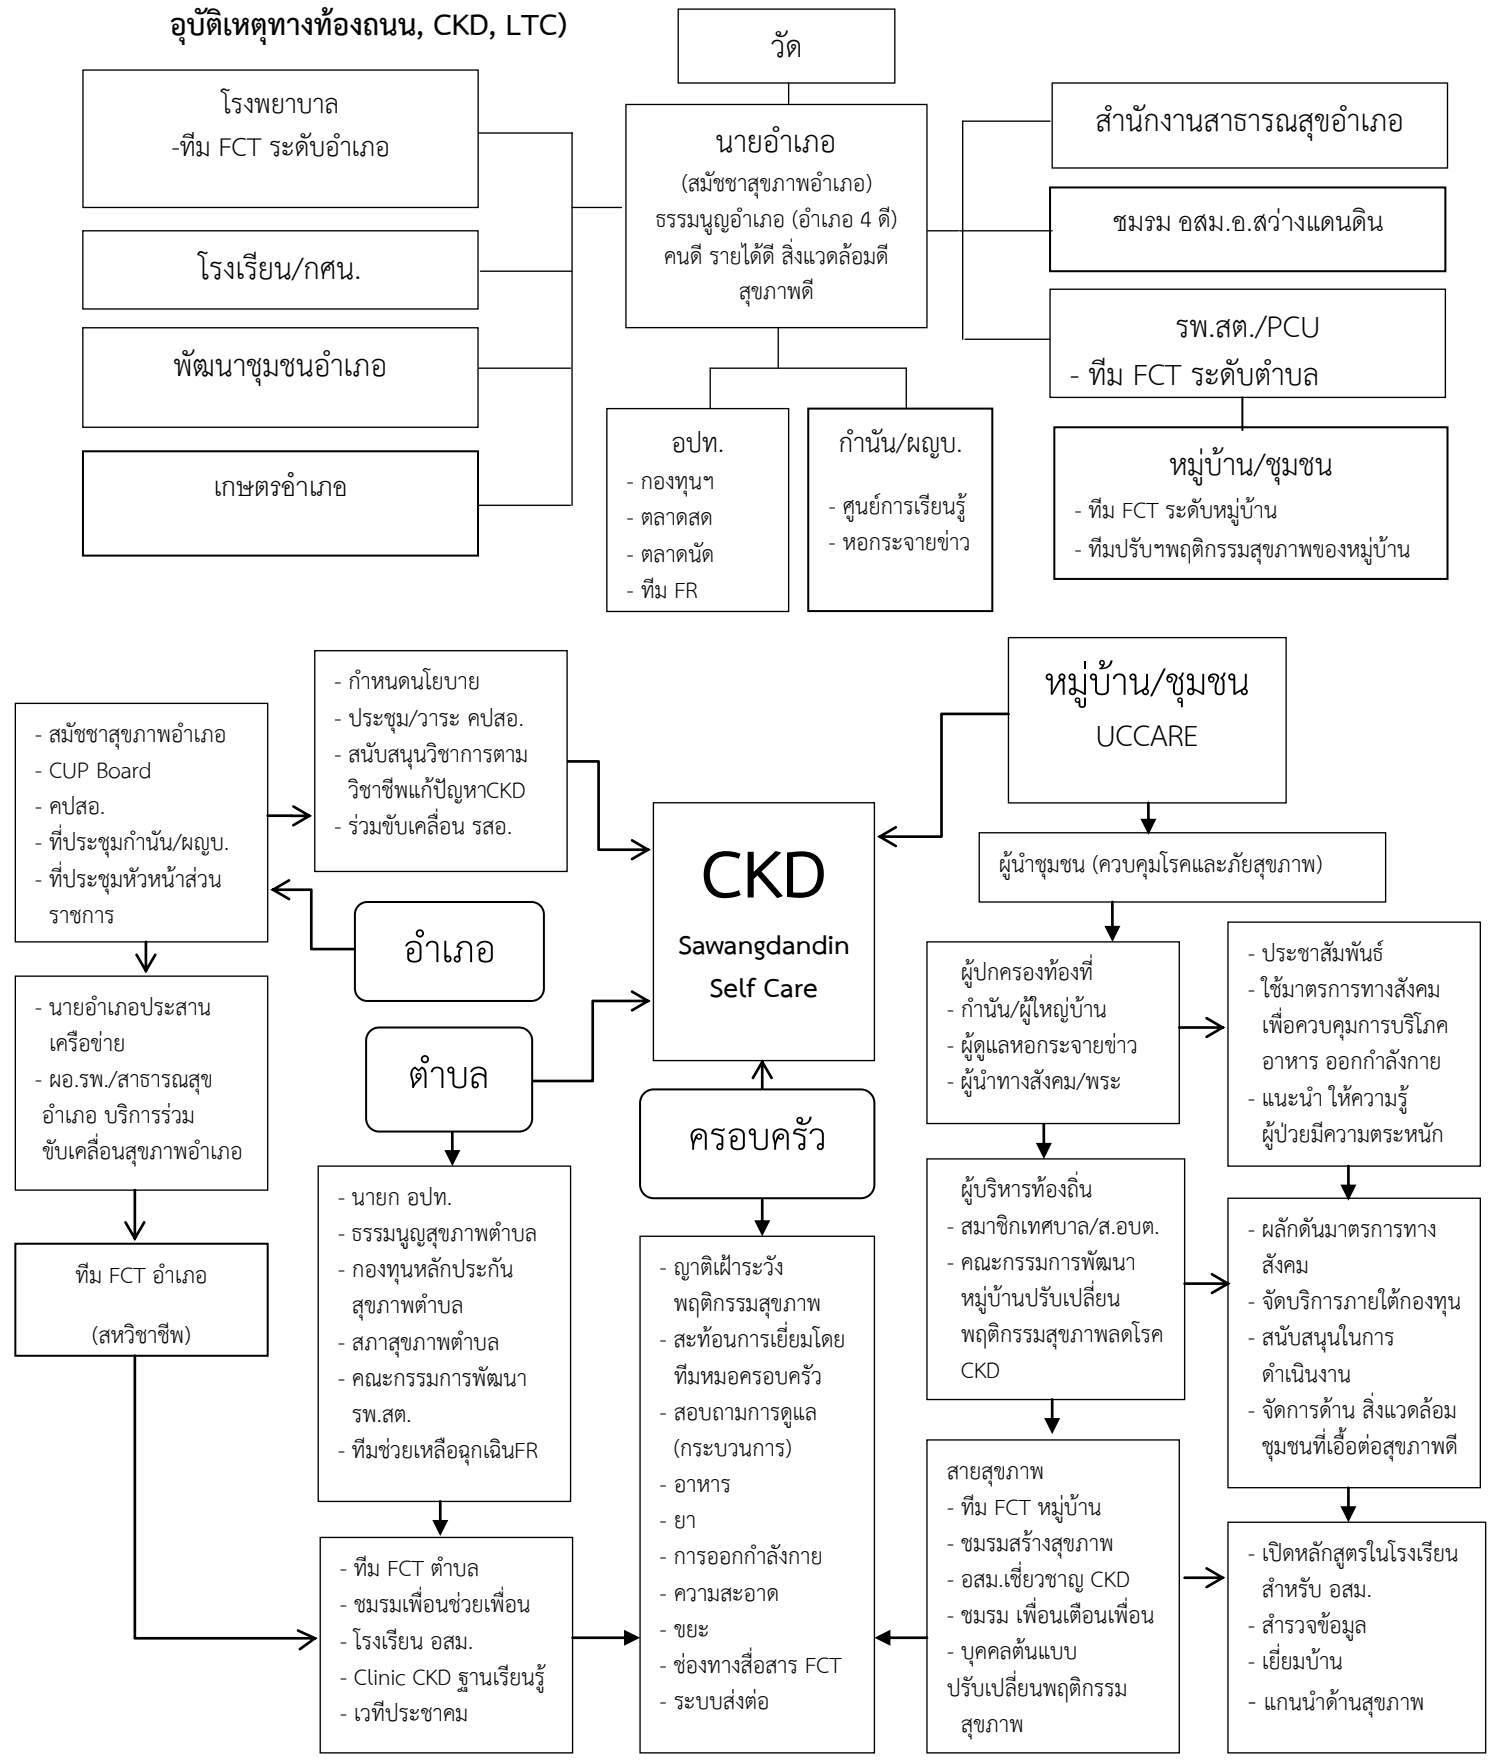 อุบัติเหตุทางท้องถนน, CKD, LTC)
วัด
โรงพยาบาล
-ทีม FCT ระดับอำเภอ
โรงเรียน/กศน.
พัฒนาชุมชนอำเภอ
เกษตรอำเภอ
นายอำเภอ
(สมัชชาสุขภาพอำเภอ)
ธรรมนูญอำเภอ (อำเภอ 4 ดี)
คนดี รายได้ดี สิ่งแวดล้อมดี
สุขภาพดี
สำนักงานสาธารณสุขอำเภอ
ชมรม อสม.อ.สว่างแดนดิน
รพ.สต./PCU
- ทีม FCT ระดับตำบล
อปท.
- กองทุนฯ
- ตลาดสด
- ตลาดนัด
- ทีม FR
กำนัน/ผญบ.
- ศูนย์การเรียนรู้
- หอกระจายข่าว
หมู่บ้าน/ชุมชน
- ทีม FCT ระดับหมู่บ้าน
- ทีมปรับฯพฤติกรรมสุขภาพของหมู่บ้าน
- สมัชชาสุขภาพอำเภอ
- CUP Board
- คปสอ.
- ที่ประชุมกำนัน/ผญบ.
- ที่ประชุมหัวหน้าส่วน
ราชการ
- กำหนดนโยบาย
- ประชุม/วาระ คปสอ.
- สนับสนุนวิชาการตาม
วิชาชีพแก้ปัญหาCKD
- ร่วมขับเคลื่อน รสอ.
อำเภอ
- นายอำเภอประสาน
เครือข่าย
- ผอ.รพ./สาธารณสุข
อำเภอ บริการร่วม
ขับเคลื่อนสุขภาพอำเภอ
ทีม FCT อำเภอ
(สหวิชาชีพ)
ตำบล
- นายก อปท.
- ธรรมนูญสุขภาพตำบล
- กองทุนหลักประกัน
สุขภาพตำบล
- สภาสุขภาพตำบล
- คณะกรรมการพัฒนา
รพ.สต.
- ทีมช่วยเหลือฉุกเฉินFR
- ทีม FCT ตำบล
- ชมรมเพื่อนช่วยเพื่อน
- โรงเรียน อสม.
- Clinic CKD ฐานเรียนรู้
- เวทีประชาคม
CKD
Sawangdandin
Self Care
ครอบครัว
- ญาติเฝ้าระวัง
พฤติกรรมสุขภาพ
- สะท้อนการเยี่ยมโดย
ทีมหมอครอบครัว
- สอบถามการดูแล
(กระบวนการ)
- อาหาร
- ยา
- การออกกำลังกาย
- ความสะอาด
- ขยะ
- ช่องทางสื่อสาร FCT
- ระบบส่งต่อ
หมู่บ้าน/ชุมชน
UCCARE
ผู้นำชุมชน (ควบคุมโรคและภัยสุขภาพ)
ผู้ปกครองท้องที่
- กำนัน/ผู้ใหญ่บ้าน
- ผู้ดูแลหอกระจายข่าว
- ผู้นำทางสังคม/พระ
- ประชาสัมพันธ์
- ใช้มาตรการทางสังคม
เพื่อควบคุมการบริโภค
อาหาร ออกกำลังกาย
- แนะนำ ให้ความรู้
ผู้ป่วยมีความตระหนัก
ผู้บริหารท้องถิ่น
- สมาชิกเทศบาล/ส.อบต.
- คณะกรรมการพัฒนา
หมู่บ้านปรับเปลี่ยน
พฤติกรรมสุขภาพลดโรค
CKD
- ผลักดันมาตรการทาง
สังคม
- จัดบริการภายใต้กองทุน
- สนับสนุนในการ
ดำเนินงาน
- จัดการด้าน สิ่งแวดล้อม
ชุมชนที่เอื้อต่อสุขภาพดี
สายสุขภาพ
- ทีม FCT หมู่บ้าน
- ชมรมสร้างสุขภาพ
- อสม.เชี่ยวชาญ CKD
- ชมรม เพื่อนเตือนเพื่อน
- บุคคลต้นแบบ
ปรับเปลี่ยนพฤติกรรม
สุขภาพ
- เปิดหลักสูตรในโรงเรียน
สำหรับ อสม.
- สำรวจข้อมูล
- เยี่ยมบ้าน
- แกนนำด้านสุขภาพ